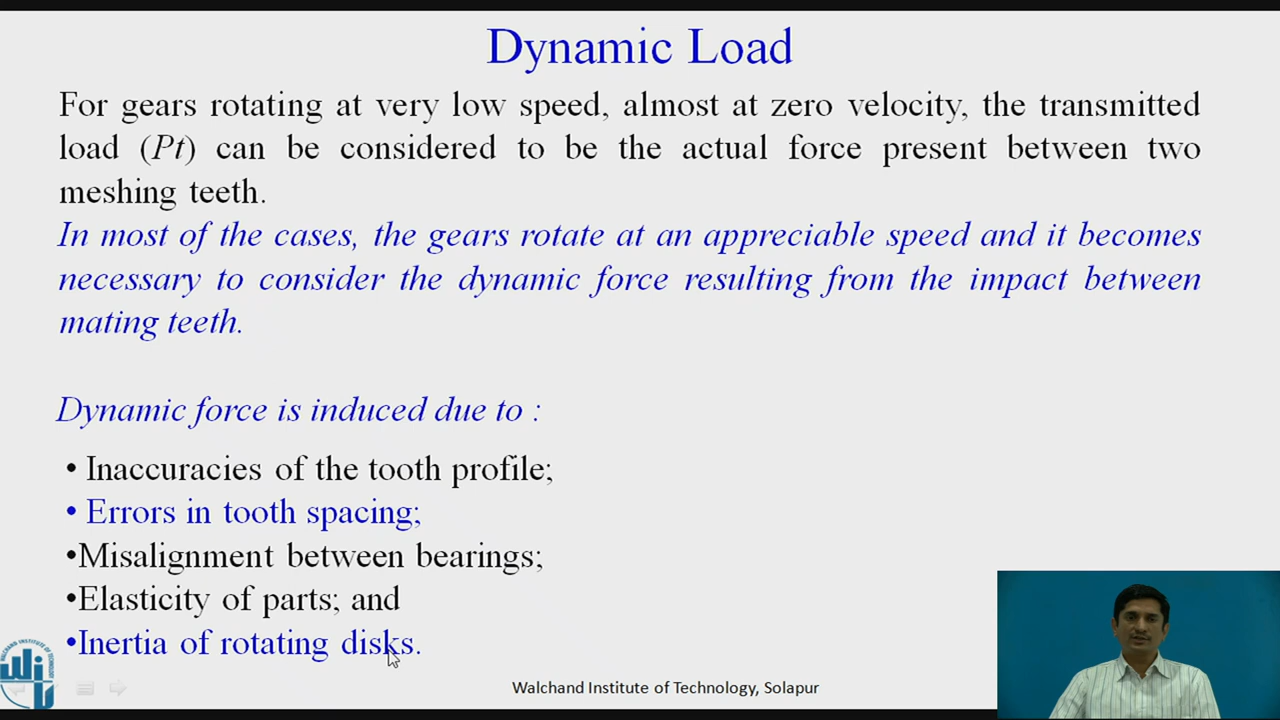 Dynamic Load
For gears rotating at very low speed, almost at zero velocity, the transmitted
load (Pt) can be considered to be the actual force present between two
meshing teeth.
In most of the cases, the gears rotate at an appreciable speed and it becomes
necessary to consider the dynamic force resulting from the impact between
mating teeth.
Dynamic force is induced due to :
• Inaccuracies of the tooth profile;
• Errors in tooth spacing;
•Misalignment between bearings;
•Elasticity of parts; and
•Inertia of rotating disks.
Walchand Institute of Technology, Solapur